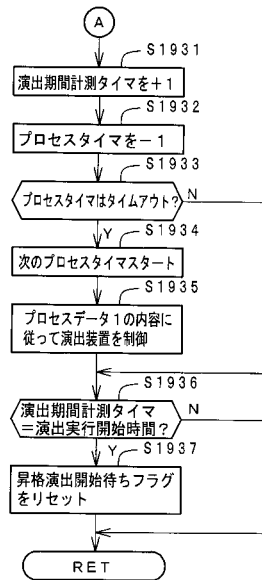 A
S1931
演出期間計測タイマを+1
S1932
プロセスタイマを-1
S1933
プロセスタイマはタイムアウト?
N
Y
S1934
次のプロセスタイマスタート
S1935
プロセスデータ1の内容に
従って演出装置を制御
S1936
演出期間計測タイマ
=演出実行開始時間?
N
Y
S1937
昇格演出開始待ちフラグ
をリセット
RET